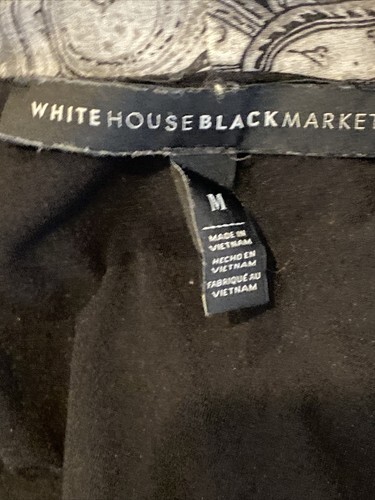 WHITE HOUSE BLACK MARKET
M
MADE IN
VIETNAM
HECHO EN
VIETNAM
FABRIQUÉ AU
VIETNAM